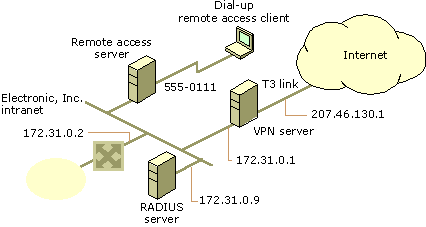 Dial-up
remote access client
Remote access
server
Internet
555-0111
T3 link
Electronic, Inc.
intranet
207.46.130.1
VPN server
172.31.0.2
172.31.0.1
172.31.0.9
RADIUS
server